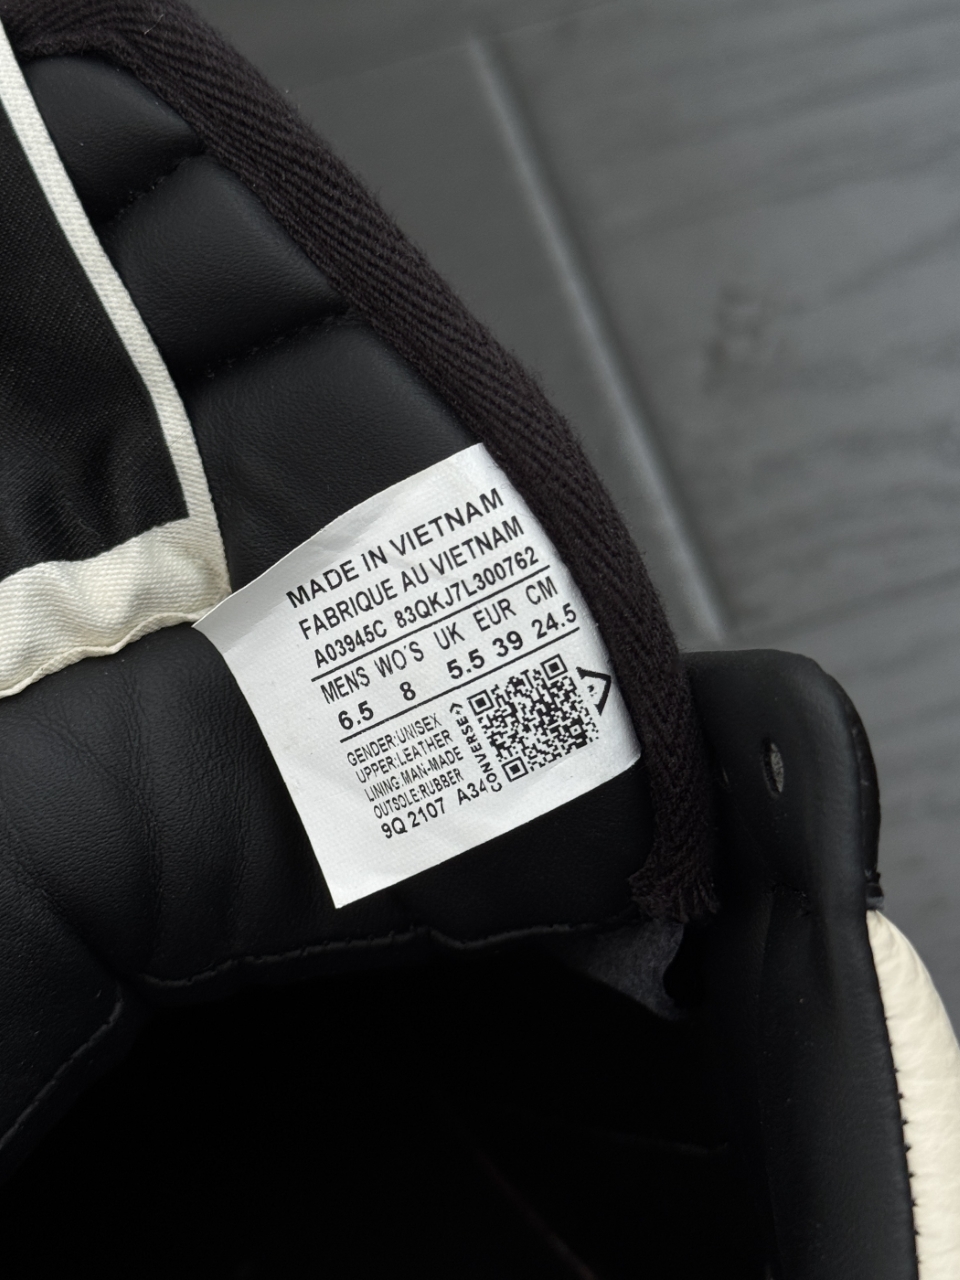 MADE IN VIETNAM
FABRIQUE AU VIETNAM
A03945C 83QKJ7L300762
MENS WO'S UK EUR CM
6.5 8 5.5 39 24.5
GENDER:UNISEX
UPPER:LEATHER
LINING:MAN-MADE
OUTSOLE:RUBBER
9Q 2107 A34
CONVERSE